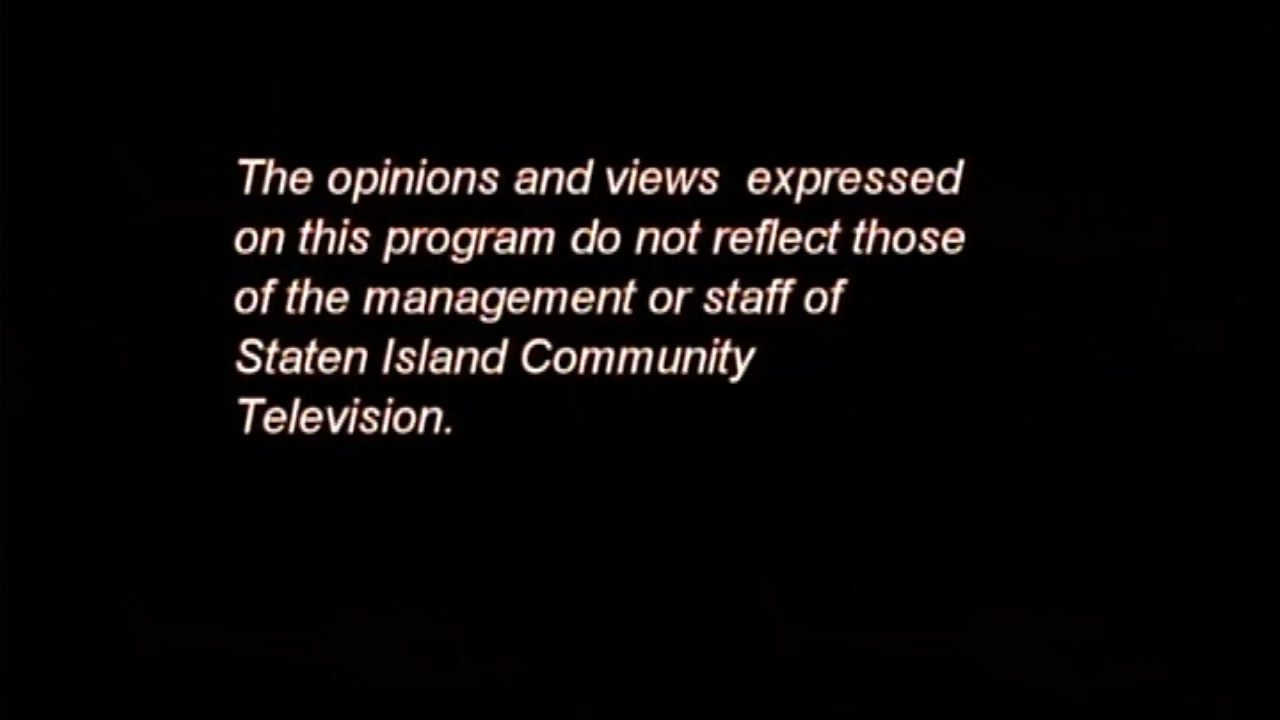 The opinions and views  expressed
on this program do not reflect those
of the management or staff of
Staten Island Community
Television.